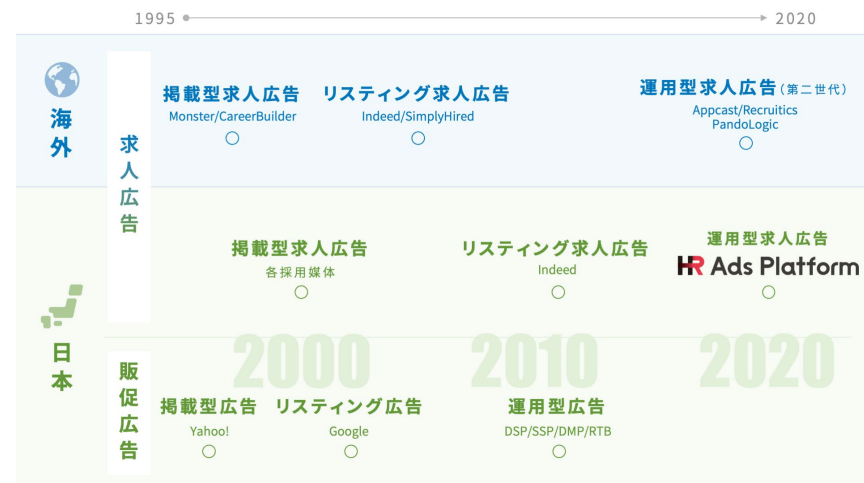 1995
2020
海外
求人広告
掲載型求人広告
Monster/CareerBuilder
リスティング求人広告
Indeed/SimplyHired
運用型求人広告(第二世代)
Appcast/Recruitics
PandoLogic
日本
掲載型求人広告
各採用媒体
リスティング求人広告
Indeed
運用型求人広告
HR Ads Platform
2000
2010
2020
販促広告
掲載型広告
Yahoo!
リスティング広告
Google
運用型広告
DSP/SSP/DMP/RTB